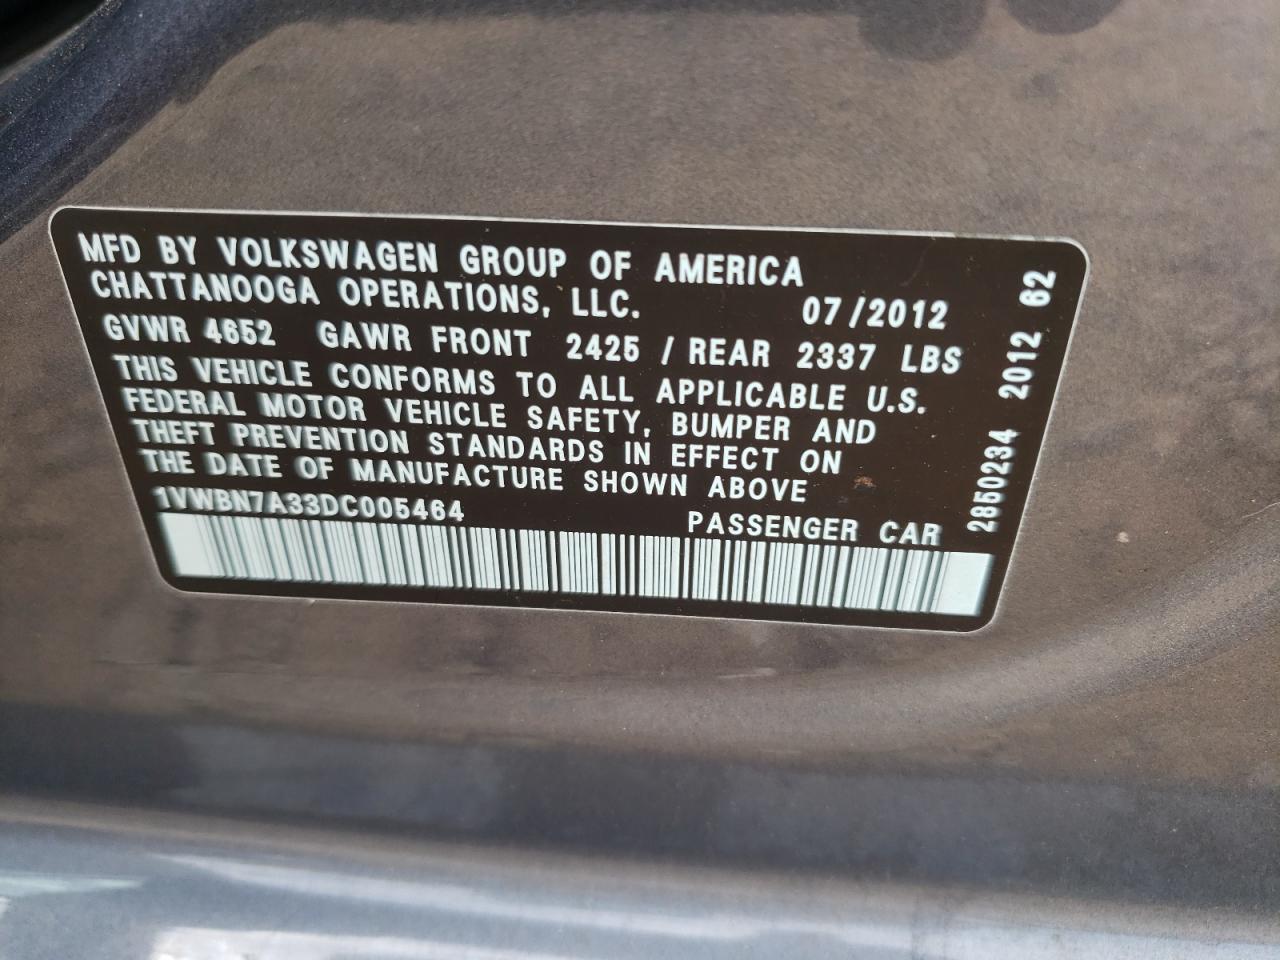 MFD BY VOLKSWAGEN GROUP OF AMERICA
CHATTANOOGA OPERATIONS, LLC. 07/2012
GVWR 4652 GAWR FRONT 2425 / REAR 2337 LBS
THIS VEHICLE CONFORMS TO ALL APPLICABLE U.S.
FEDERAL MOTOR VEHICLE SAFETY, BUMPER AND
THEFT PREVENTION STANDARDS IN EFFECT ON
THE DATE OF MANUFACTURE SHOWN ABOVE
1VWBN7A33DC005464 PASSENGER CAR
2850234 2012 62